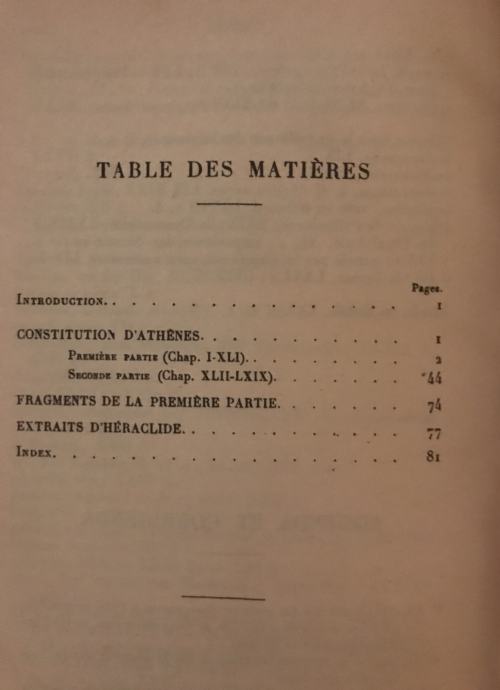 TABLE DES MATIÈRES
Pages.
INTRODUCTION. . . . . . . . . . . . . . . . I
CONSTITUTION D'ATHÈNES. . . . . . . . . . . 1
PREMIÈRE PARTIE (Chap. I-XLI). . . . . . . . . 2
SECONDE PARTIE (Chap. XLII-LXIX). . . . . . . 44
FRAGMENTS DE LA PREMIÈRE PARTIE. . . . . . . 74
EXTRAITS D'HÉRACLIDE. . . . . . . . . . . . 77
INDEX. . . . . . . . . . . . . . . . . . . 81